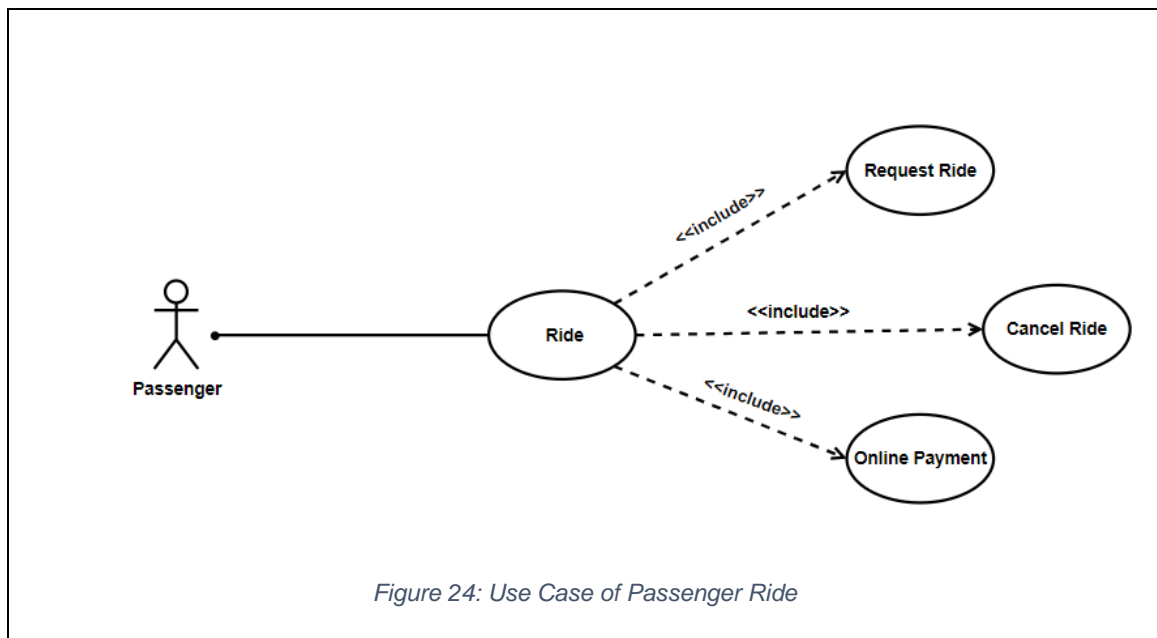 Request Ride
<<include>>
<<include>>
Ride
Cancel Ride
Passenger
<<include>>
Online Payment
Figure 24: Use Case of Passenger Ride